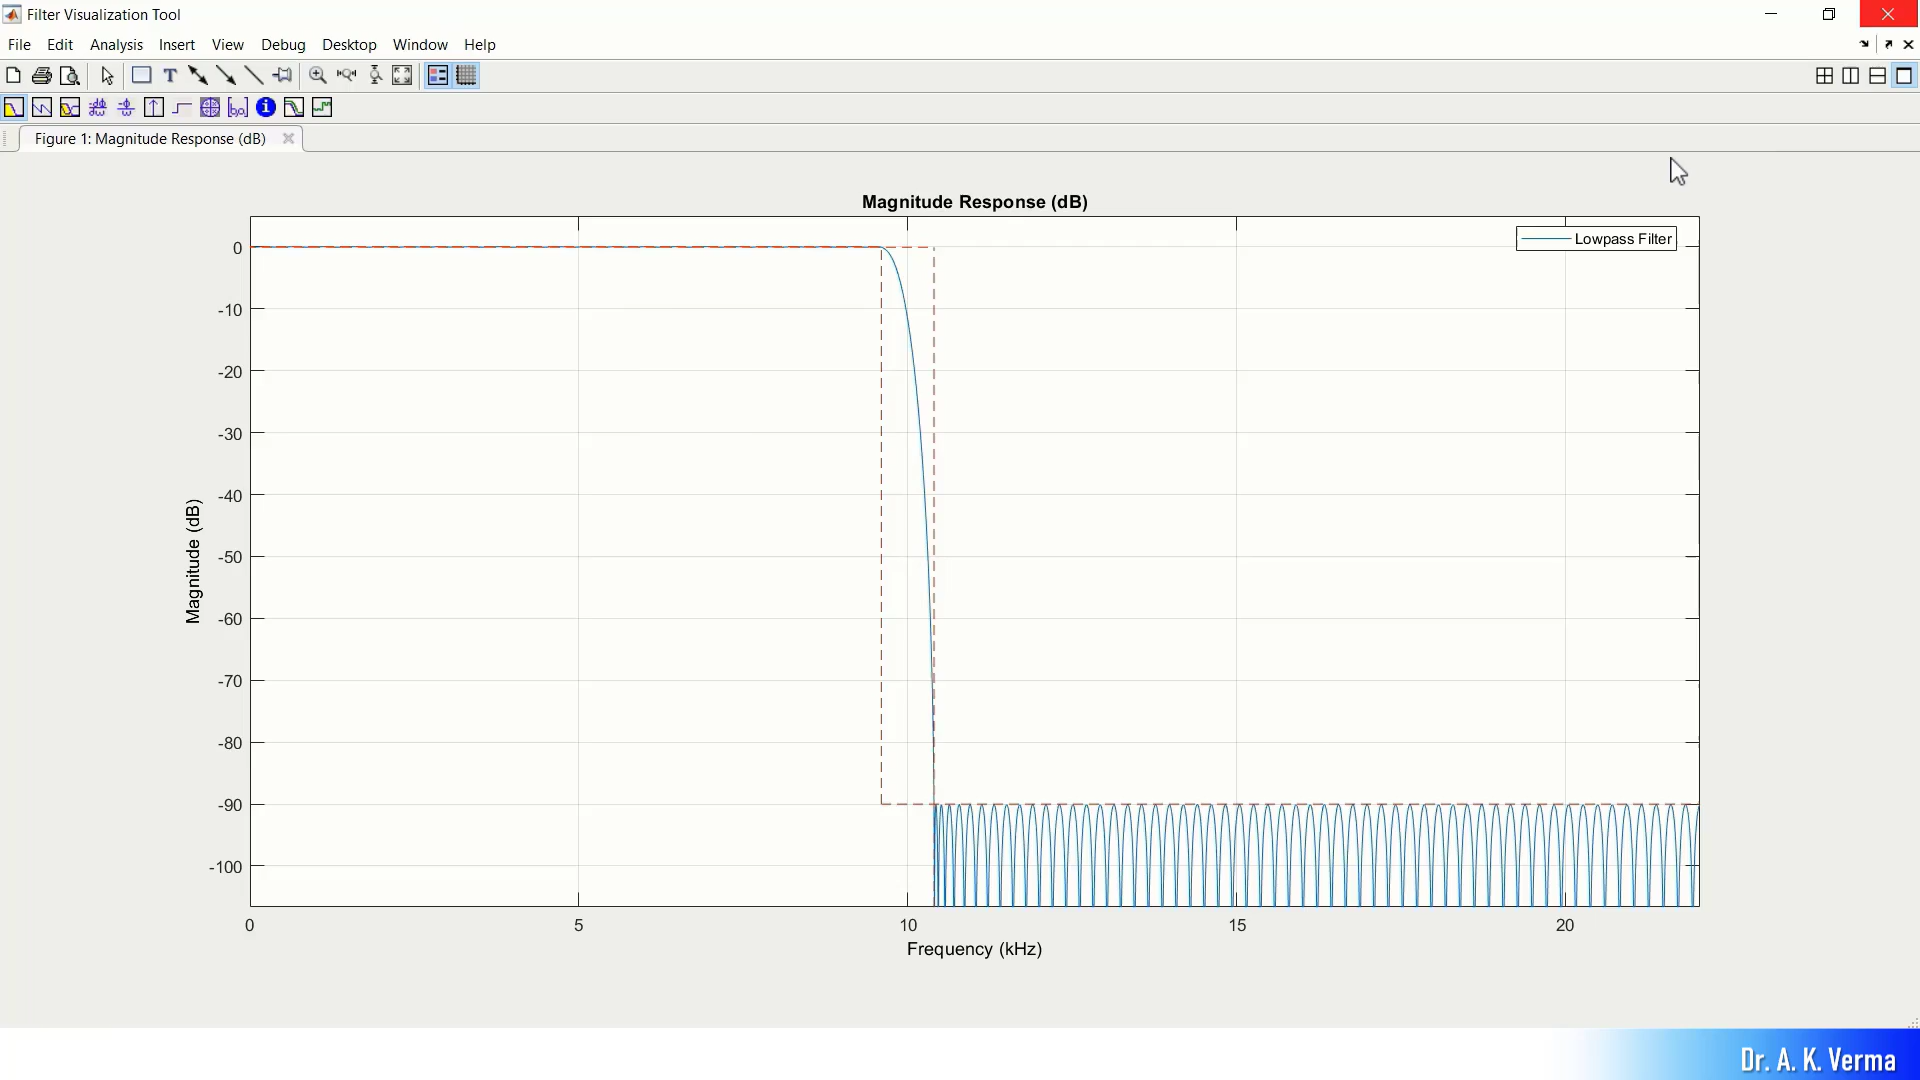 Filter Visualization Tool
File Edit Analysis Insert View Debug Desktop Window Help
Figure 1: Magnitude Response (dB)
Magnitude Response (dB)
Lowpass Filter
0
-10
-20
-30
-40
-50
-60
-70
-80
-90
-100
Magnitude (dB)
0 5 10 15 20
Frequency (kHz)
Dr. A. K. Verma